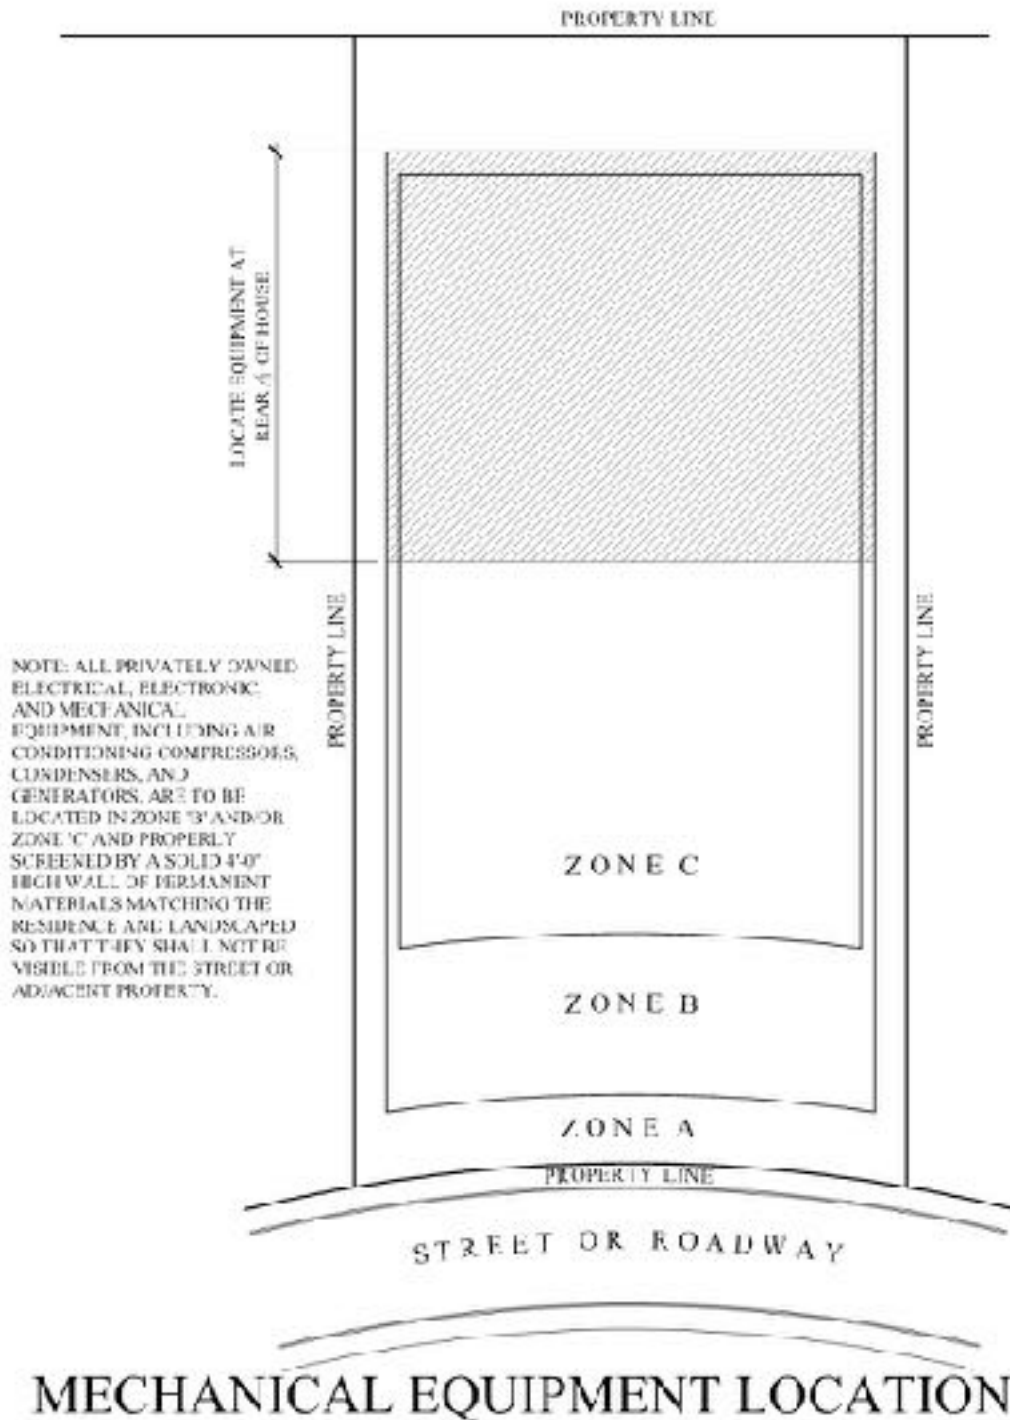 PROPERTY LINE
LOCATE EQUIPMENT AT
REAR OF HOUSE
PROPERTY LINE
PROPERTY LINE
NOTE: ALL PRIVATELY OWNED
ELECTRICAL, ELECTRONIC,
AND MECHANICAL
EQUIPMENT, INCLUDING AIR
CONDITIONING COMPRESSORS,
CONDENSERS, AND
GENERATORS, ARE TO BE
LOCATED IN ZONE "B" AND/OR
ZONE "C" AND PROPERLY
SCREENED BY A SOLID 4'-0"
HIGH WALL OF PERMANENT
MATERIALS MATCHING THE
RESIDENCE AND LANDSCAPED
SO THAT THEY SHALL NOT BE
VISIBLE FROM THE STREET OR
ADJACENT PROPERTY.
ZONE C
ZONE B
ZONE A
PROPERTY LINE
STREET OR ROADWAY
MECHANICAL EQUIPMENT LOCATION